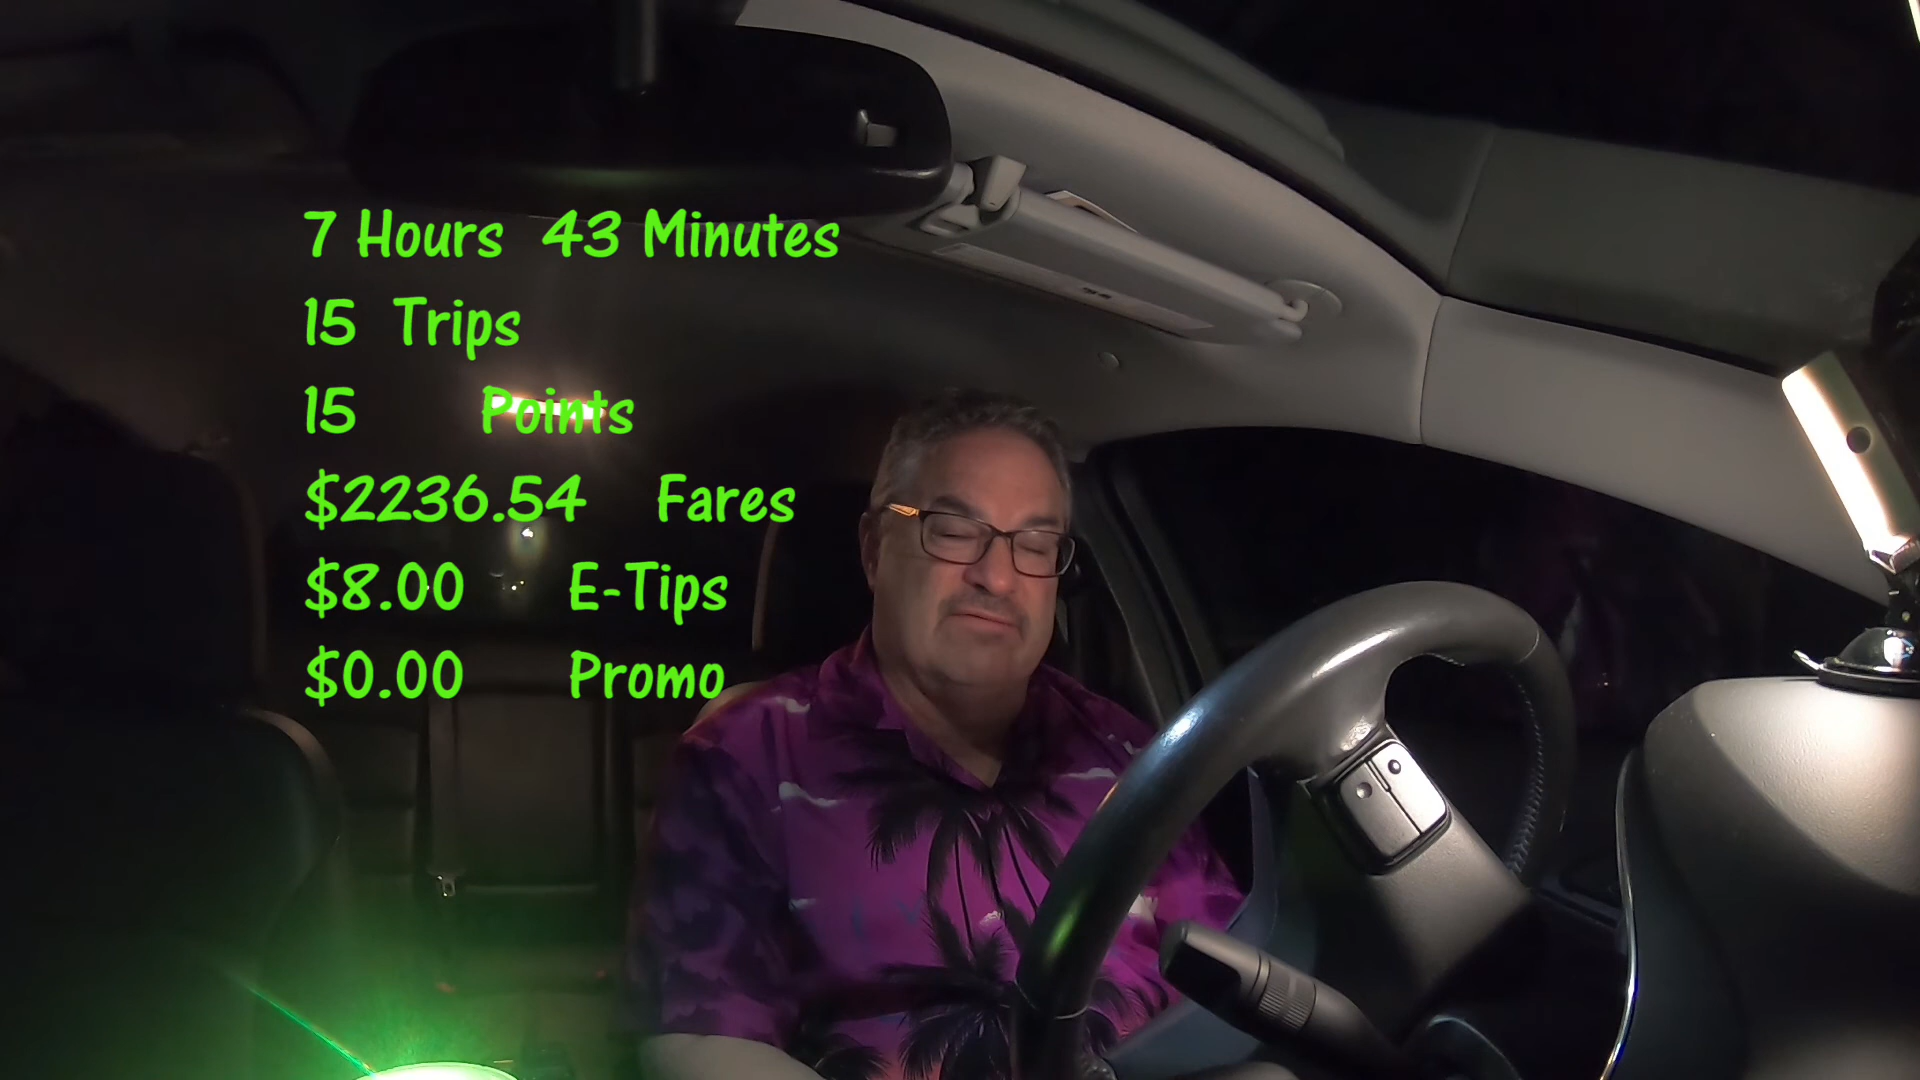 7 Hours 43 Minutes
15 Trips
15 Points
$2236.54 Fares
$8.00 E-Tips
$0.00 Promo